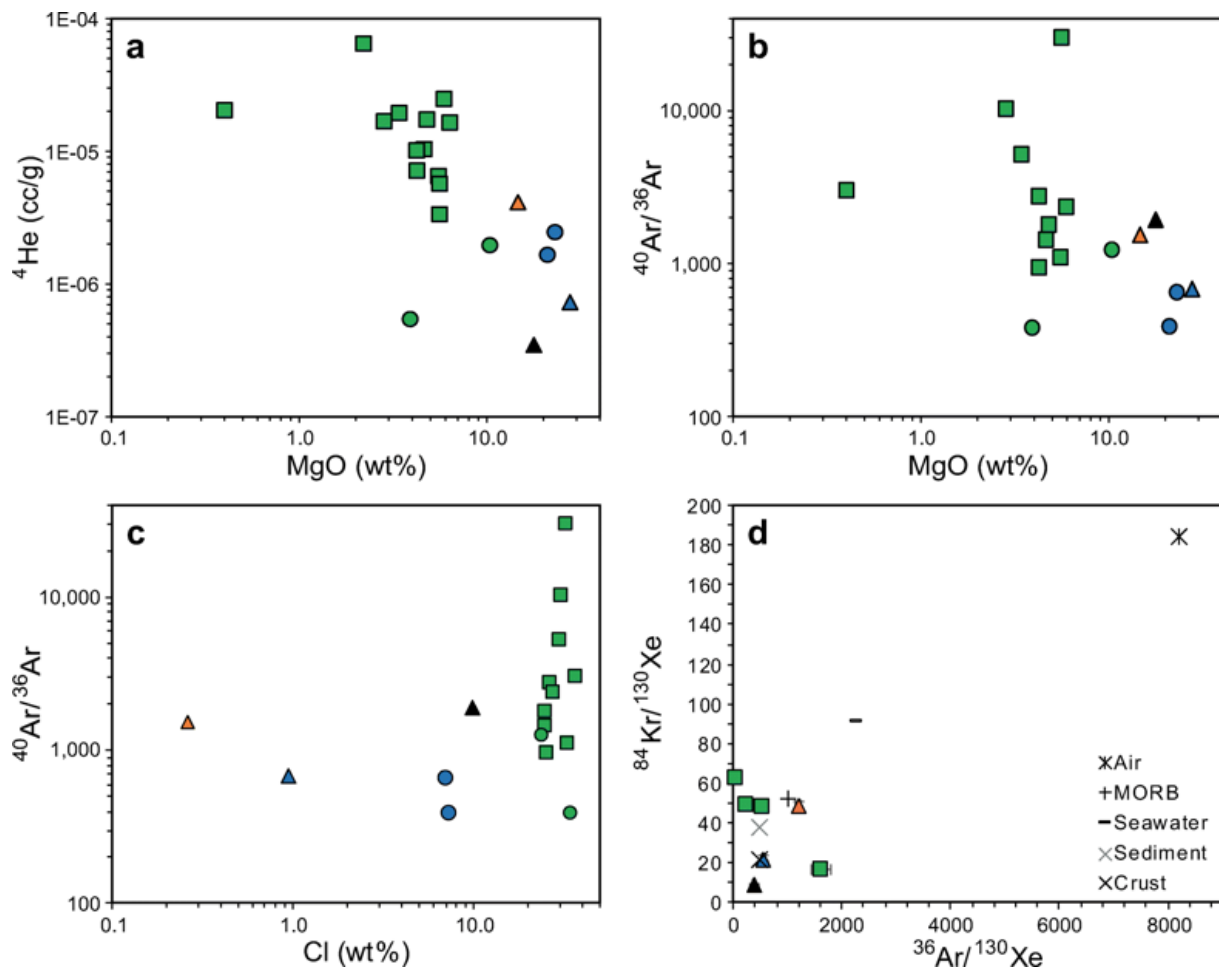 a
1E-04
1E-05
1E-06
1E-07
⁴He (cc/g)
0.1 1.0 10.0
MgO (wt%)
b
10,000
1,000
100
⁴⁰Ar/³⁶Ar
0.1 1.0 10.0
MgO (wt%)
c
10,000
1,000
100
⁴⁰Ar/³⁶Ar
0.1 1.0 10.0
Cl (wt%)
d
200
180
160
140
120
100
80
60
40
20
0
⁸⁴Kr/¹³⁰Xe
Air
MORB
Seawater
Sediment
Crust
0 2000 4000 6000 8000
³⁶Ar/¹³⁰Xe